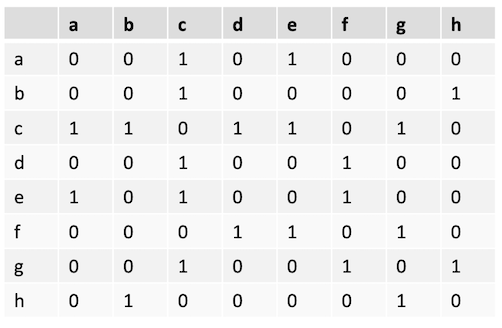 a b c d e f g h
a 0 0 1 0 1 0 0 0
b 0 0 1 0 0 0 0 1
c 1 1 0 1 1 0 1 0
d 0 0 1 0 0 1 0 0
e 1 0 1 0 0 1 0 0
f 0 0 0 1 1 0 1 0
g 0 0 1 0 0 1 0 1
h 0 1 0 0 0 0 1 0